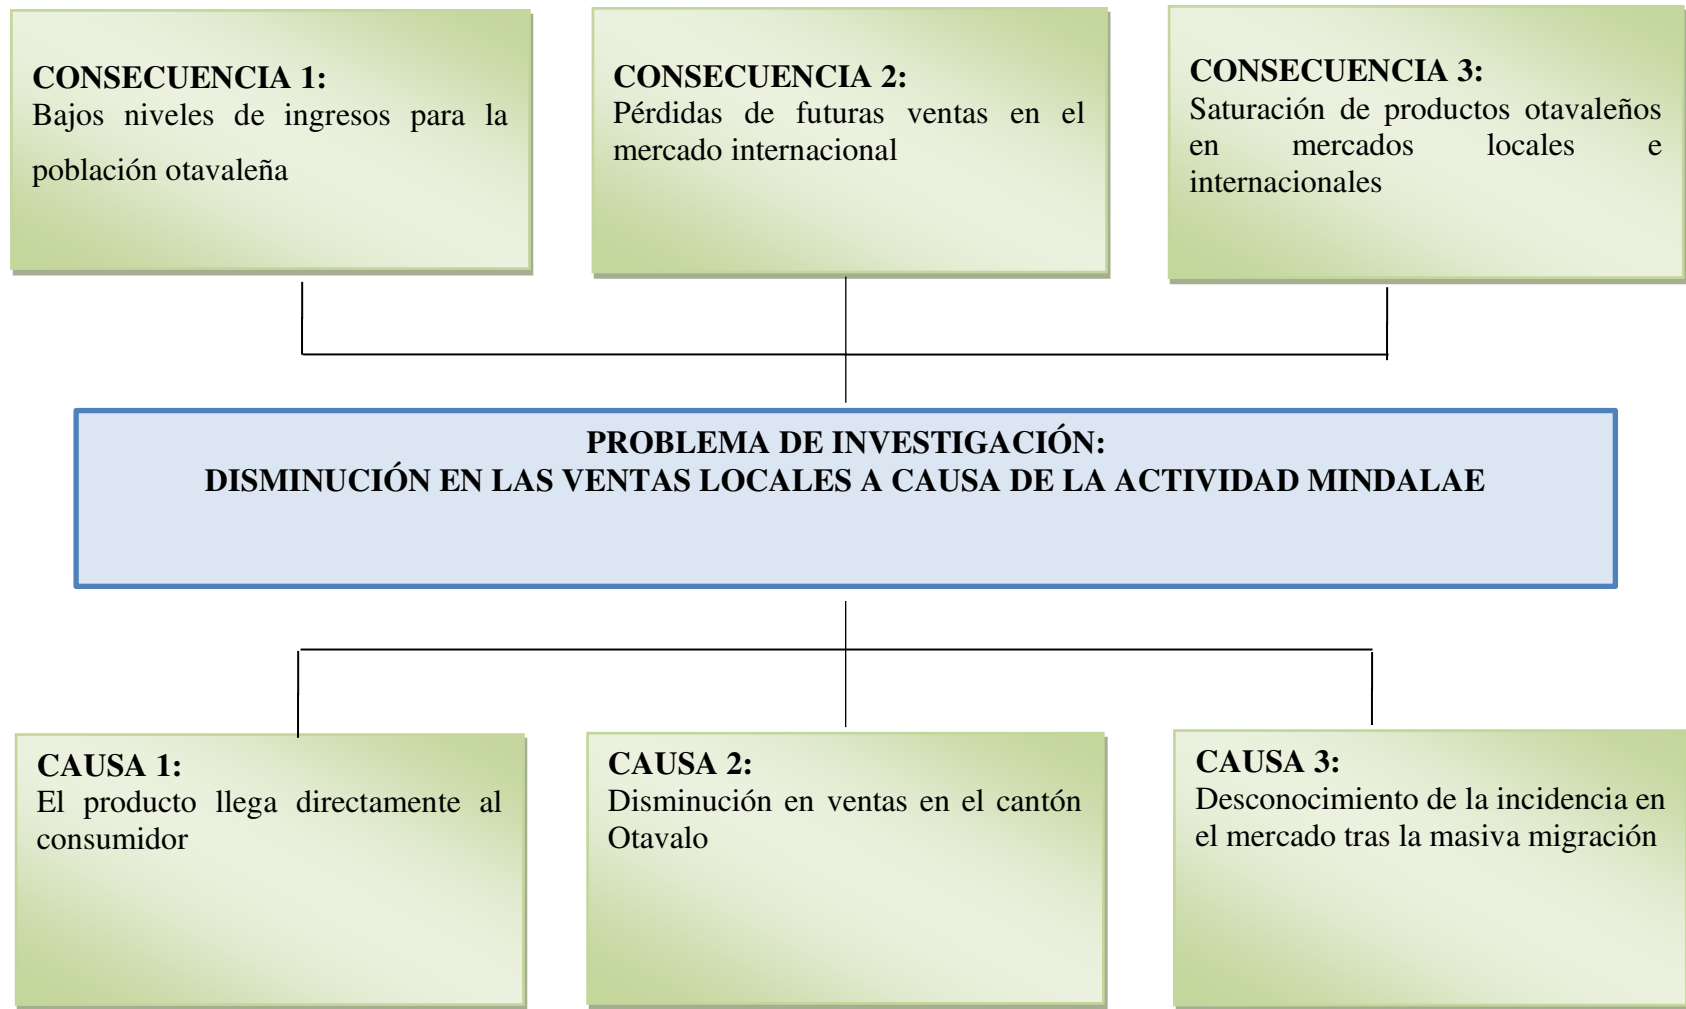 CONSECUENCIA 1:
Bajos niveles de ingresos para la
población otavaleña
CONSECUENCIA 2:
Pérdidas de futuras ventas en el
mercado internacional
CONSECUENCIA 3:
Saturación de productos otavaleños
en mercados locales e
internacionales
PROBLEMA DE INVESTIGACIÓN:
DISMINUCIÓN EN LAS VENTAS LOCALES A CAUSA DE LA ACTIVIDAD MINDALAE
CAUSA 1:
El producto llega directamente al
consumidor
CAUSA 2:
Disminución en ventas en el cantón
Otavalo
CAUSA 3:
Desconocimiento de la incidencia en
el mercado tras la masiva migración